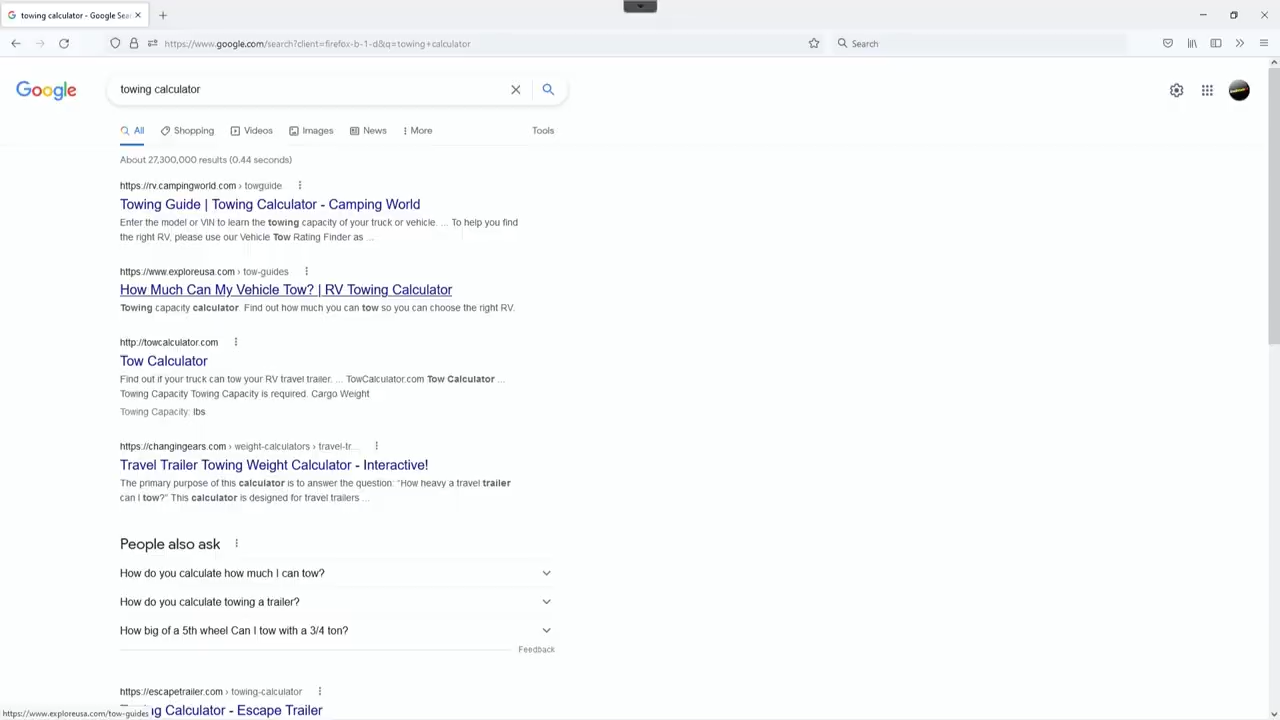 towing calculator - Google Sea
https://www.google.com/search?client=firefox-b-1-d&q=towing+calculator
Search
Google
towing calculator
All
Shopping
Videos
Images
News
More
Tools
About 27,300,000 results (0.44 seconds)
https://rv.campingworld.com › towguide
Towing Guide | Towing Calculator - Camping World
Enter the model or VIN to learn the towing capacity of your truck or vehicle. ... To help you find
the right RV, please use our Vehicle Tow Rating Finder as ...
https://www.exploreusa.com › tow-guides
How Much Can My Vehicle Tow? | RV Towing Calculator
Towing capacity calculator. Find out how much you can tow so you can choose the right RV.
http://towcalculator.com
Tow Calculator
Find out if your truck can tow your RV travel trailer. ... TowCalculator.com Tow Calculator ...
Towing Capacity Towing Capacity is required. Cargo Weight
Towing Capacity: lbs
https://changingears.com › weight-calculators › travel-tr...
Travel Trailer Towing Weight Calculator - Interactive!
The primary purpose of this calculator is to answer the question: “How heavy a travel trailer
can I tow?” This calculator is designed for travel trailers ...
People also ask
How do you calculate how much I can tow?
How do you calculate towing a trailer?
How big of a 5th wheel Can I tow with a 3/4 ton?
Feedback
https://escapetrailer.com › towing-calculator
ng Calculator - Escape Trailer
https://www.exploreusa.com/tow-guides